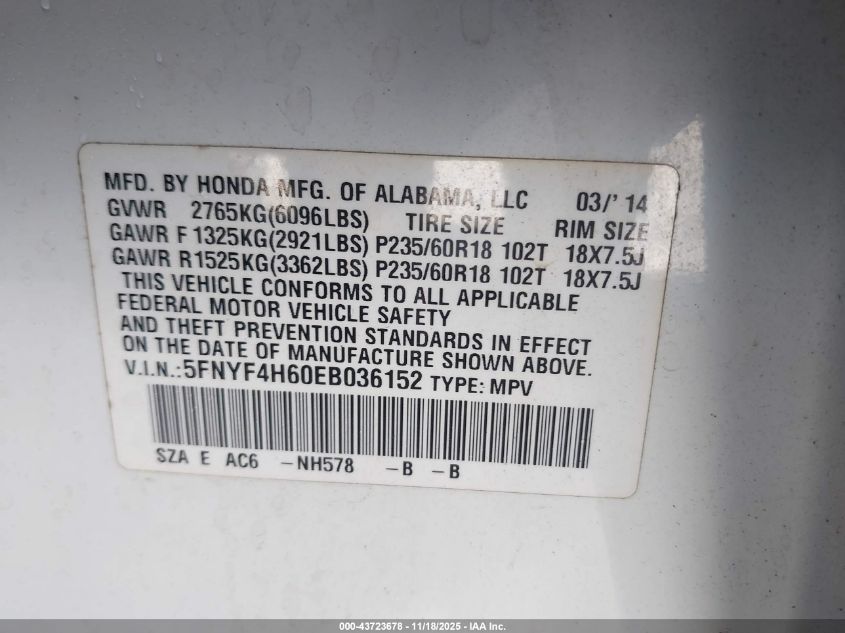 MFD. BY HONDA MFG. OF ALABAMA, LLC 03/'14
GVWR 2765KG(6096LBS) TIRE SIZE RIM SIZE
GAWR F 1325KG(2921LBS) P235/60R18 102T 18X7.5J
GAWR R1525KG(3362LBS) P235/60R18 102T 18X7.5J
THIS VEHICLE CONFORMS TO ALL APPLICABLE
FEDERAL MOTOR VEHICLE SAFETY
AND THEFT PREVENTION STANDARDS IN EFFECT
ON THE DATE OF MANUFACTURE SHOWN ABOVE.
V.I.N.: 5FNYF4H60EB036152 TYPE: MPV
SZA E AC6 -NH578 -B -B
000-43723678 - 11/18/2025 - IAA Inc.